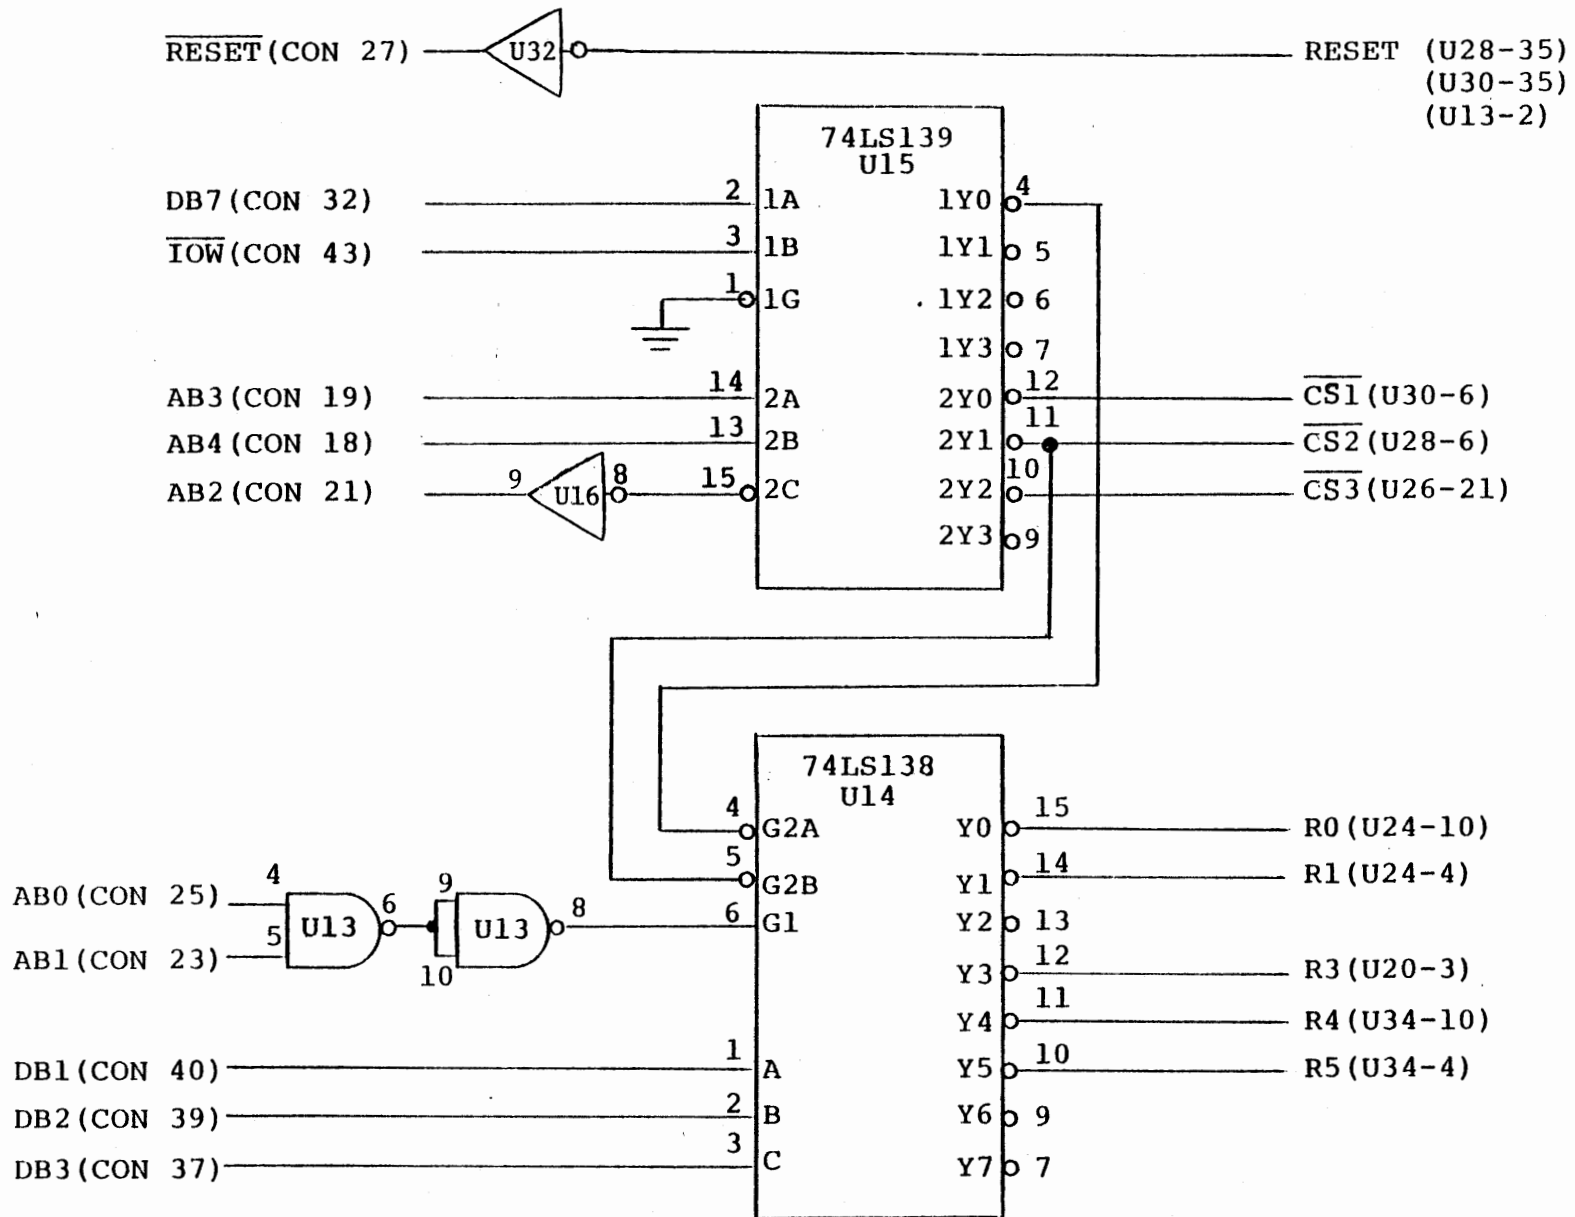 R̅E̅S̅E̅T̅(CON 27) U32 RESET (U28-35)
(U30-35)
(U13-2)
74LS139
U15
DB7(CON 32) 2 1A 1Y0 4
I̅O̅W̅(CON 43) 3 1B 1Y1 5
1 1G 1Y2 6
1Y3 7
AB3(CON 19) 14 2A 2Y0 12 C̅S̅1̅(U30-6)
AB4(CON 18) 13 2B 2Y1 11 C̅S̅2̅(U28-6)
AB2(CON 21) 9 U16 8 15 2C 2Y2 10 C̅S̅3̅(U26-21)
2Y3 9
74LS138
U14
4 G2A Y0 15 R0(U24-10)
5 G2B Y1 14 R1(U24-4)
AB0(CON 25) 4 U13 6 9 U13 8 6 G1 Y2 13
AB1(CON 23) 5 10 Y3 12 R3(U20-3)
Y4 11 R4(U34-10)
DB1(CON 40) 1 A Y5 10 R5(U34-4)
DB2(CON 39) 2 B Y6 9
DB3(CON 37) 3 C Y7 7